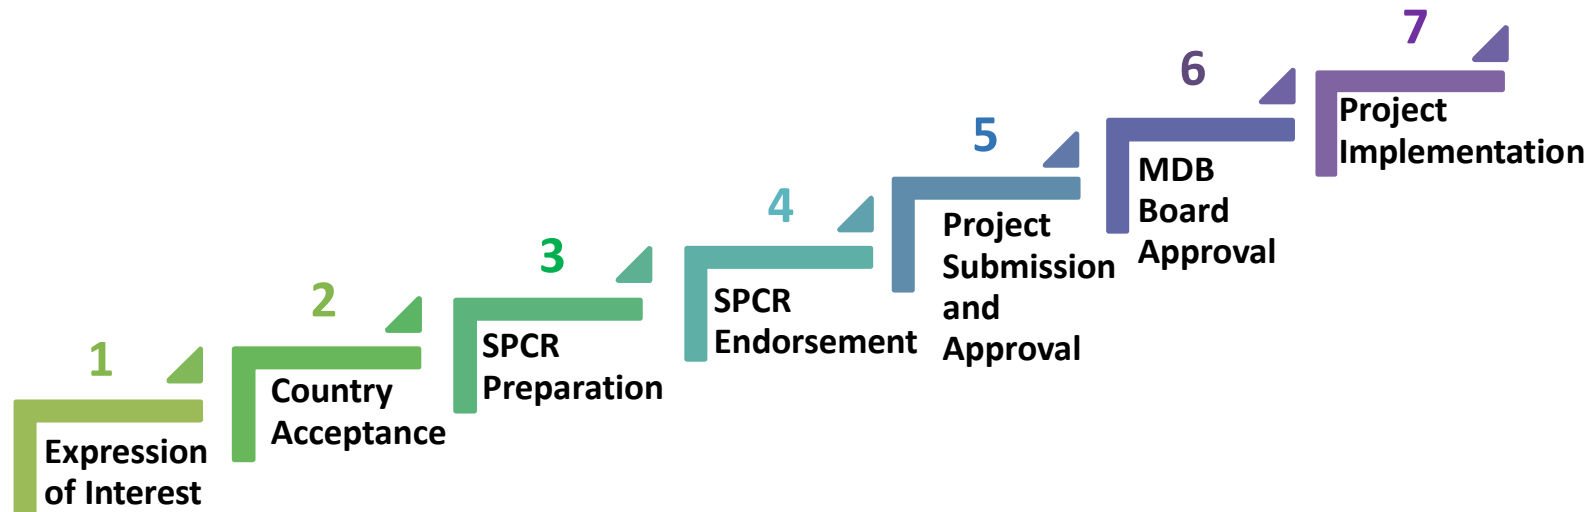 1
Expression
of Interest
2
Country
Acceptance
3
SPCR
Preparation
4
SPCR
Endorsement
5
Project
Submission
and
Approval
6
MDB
Board
Approval
7
Project
Implementation